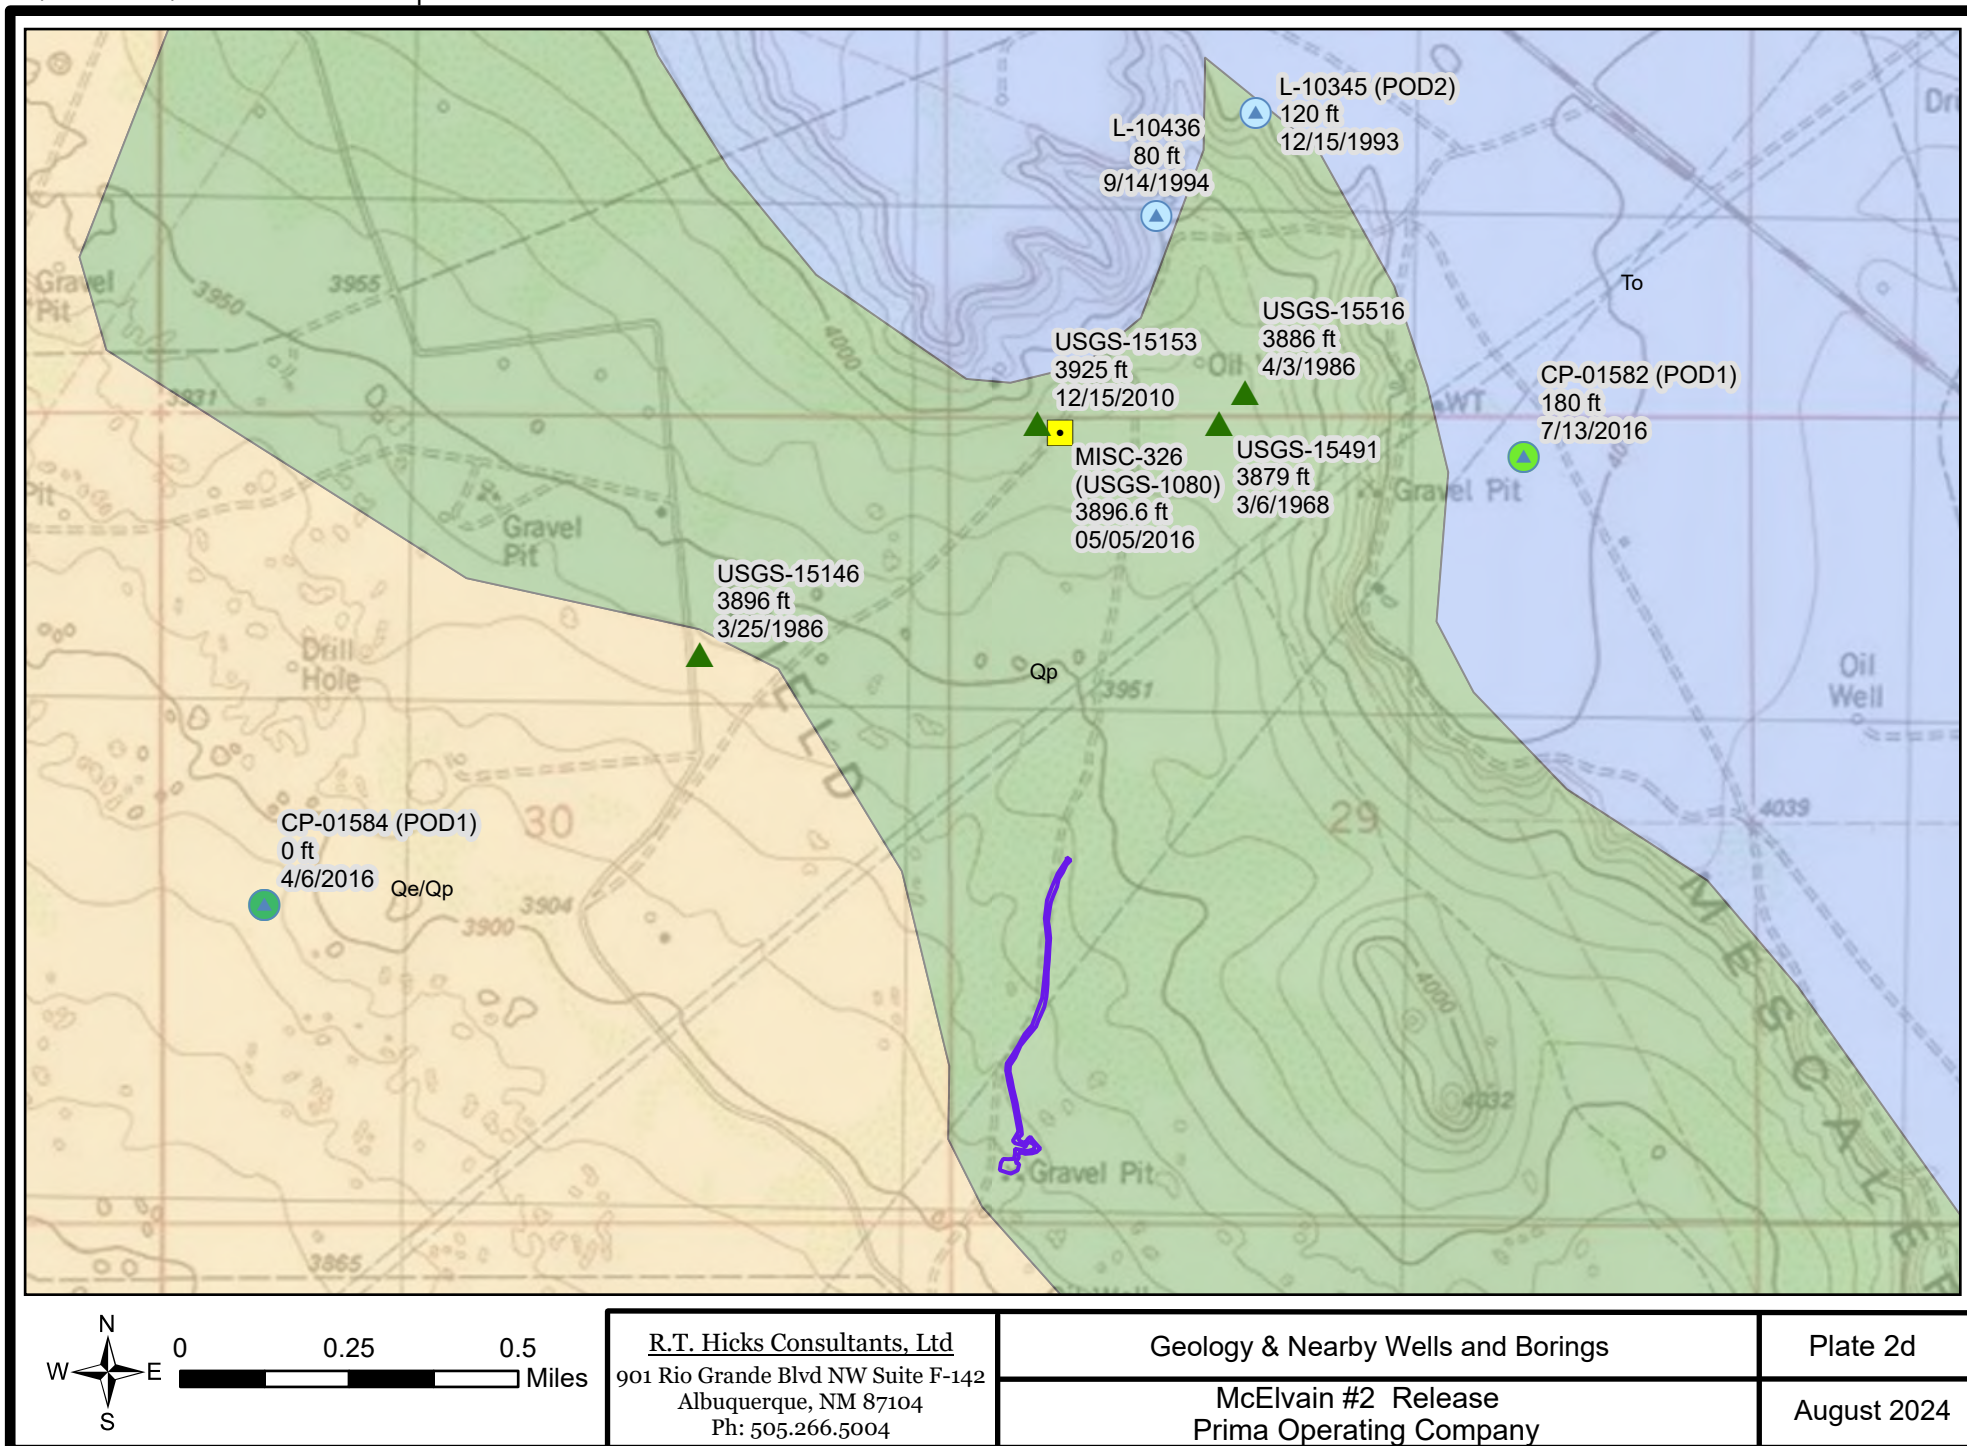 L-10345 (POD2)
120 ft
12/15/1993
L-10436
80 ft
9/14/1994
Gravel
Pit
3950
3955
4000
To
USGS-15516
3886 ft
4/3/1986
USGS-15153
3925 ft
12/15/2010
Oil
CP-01582 (POD1)
180 ft
7/13/2016
3931
WT
MISC-326
(USGS-1080)
3896.6 ft
05/05/2016
USGS-15491
3879 ft
3/6/1968
Gravel Pit
Pit
Gravel
Pit
USGS-15146
3896 ft
3/25/1986
Drill
Hole
Qp
3951
Oil
Well
ELD
CP-01584 (POD1)
0 ft
4/6/2016
30
29
4039
Qe/Qp
3904
3900
MESCALE
4000
4032
Gravel Pit
3865
N
W
E
S
0 0.25 0.5
Miles
R.T. Hicks Consultants, Ltd
901 Rio Grande Blvd NW Suite F-142
Albuquerque, NM 87104
Ph: 505.266.5004
Geology & Nearby Wells and Borings
McElvain #2 Release
Prima Operating Company
Plate 2d
August 2024